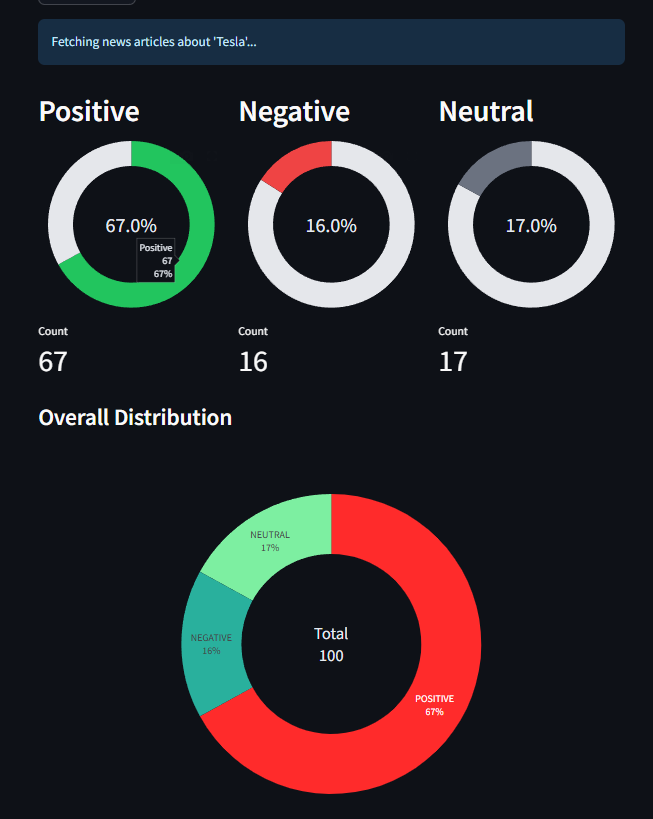 Fetching news articles about 'Tesla'...
Positive
Negative
Neutral
67.0%
16.0%
17.0%
Positive
67
67%
Count
Count
Count
67
16
17
Overall Distribution
NEUTRAL
17%
NEGATIVE
16%
Total
100
POSITIVE
67%